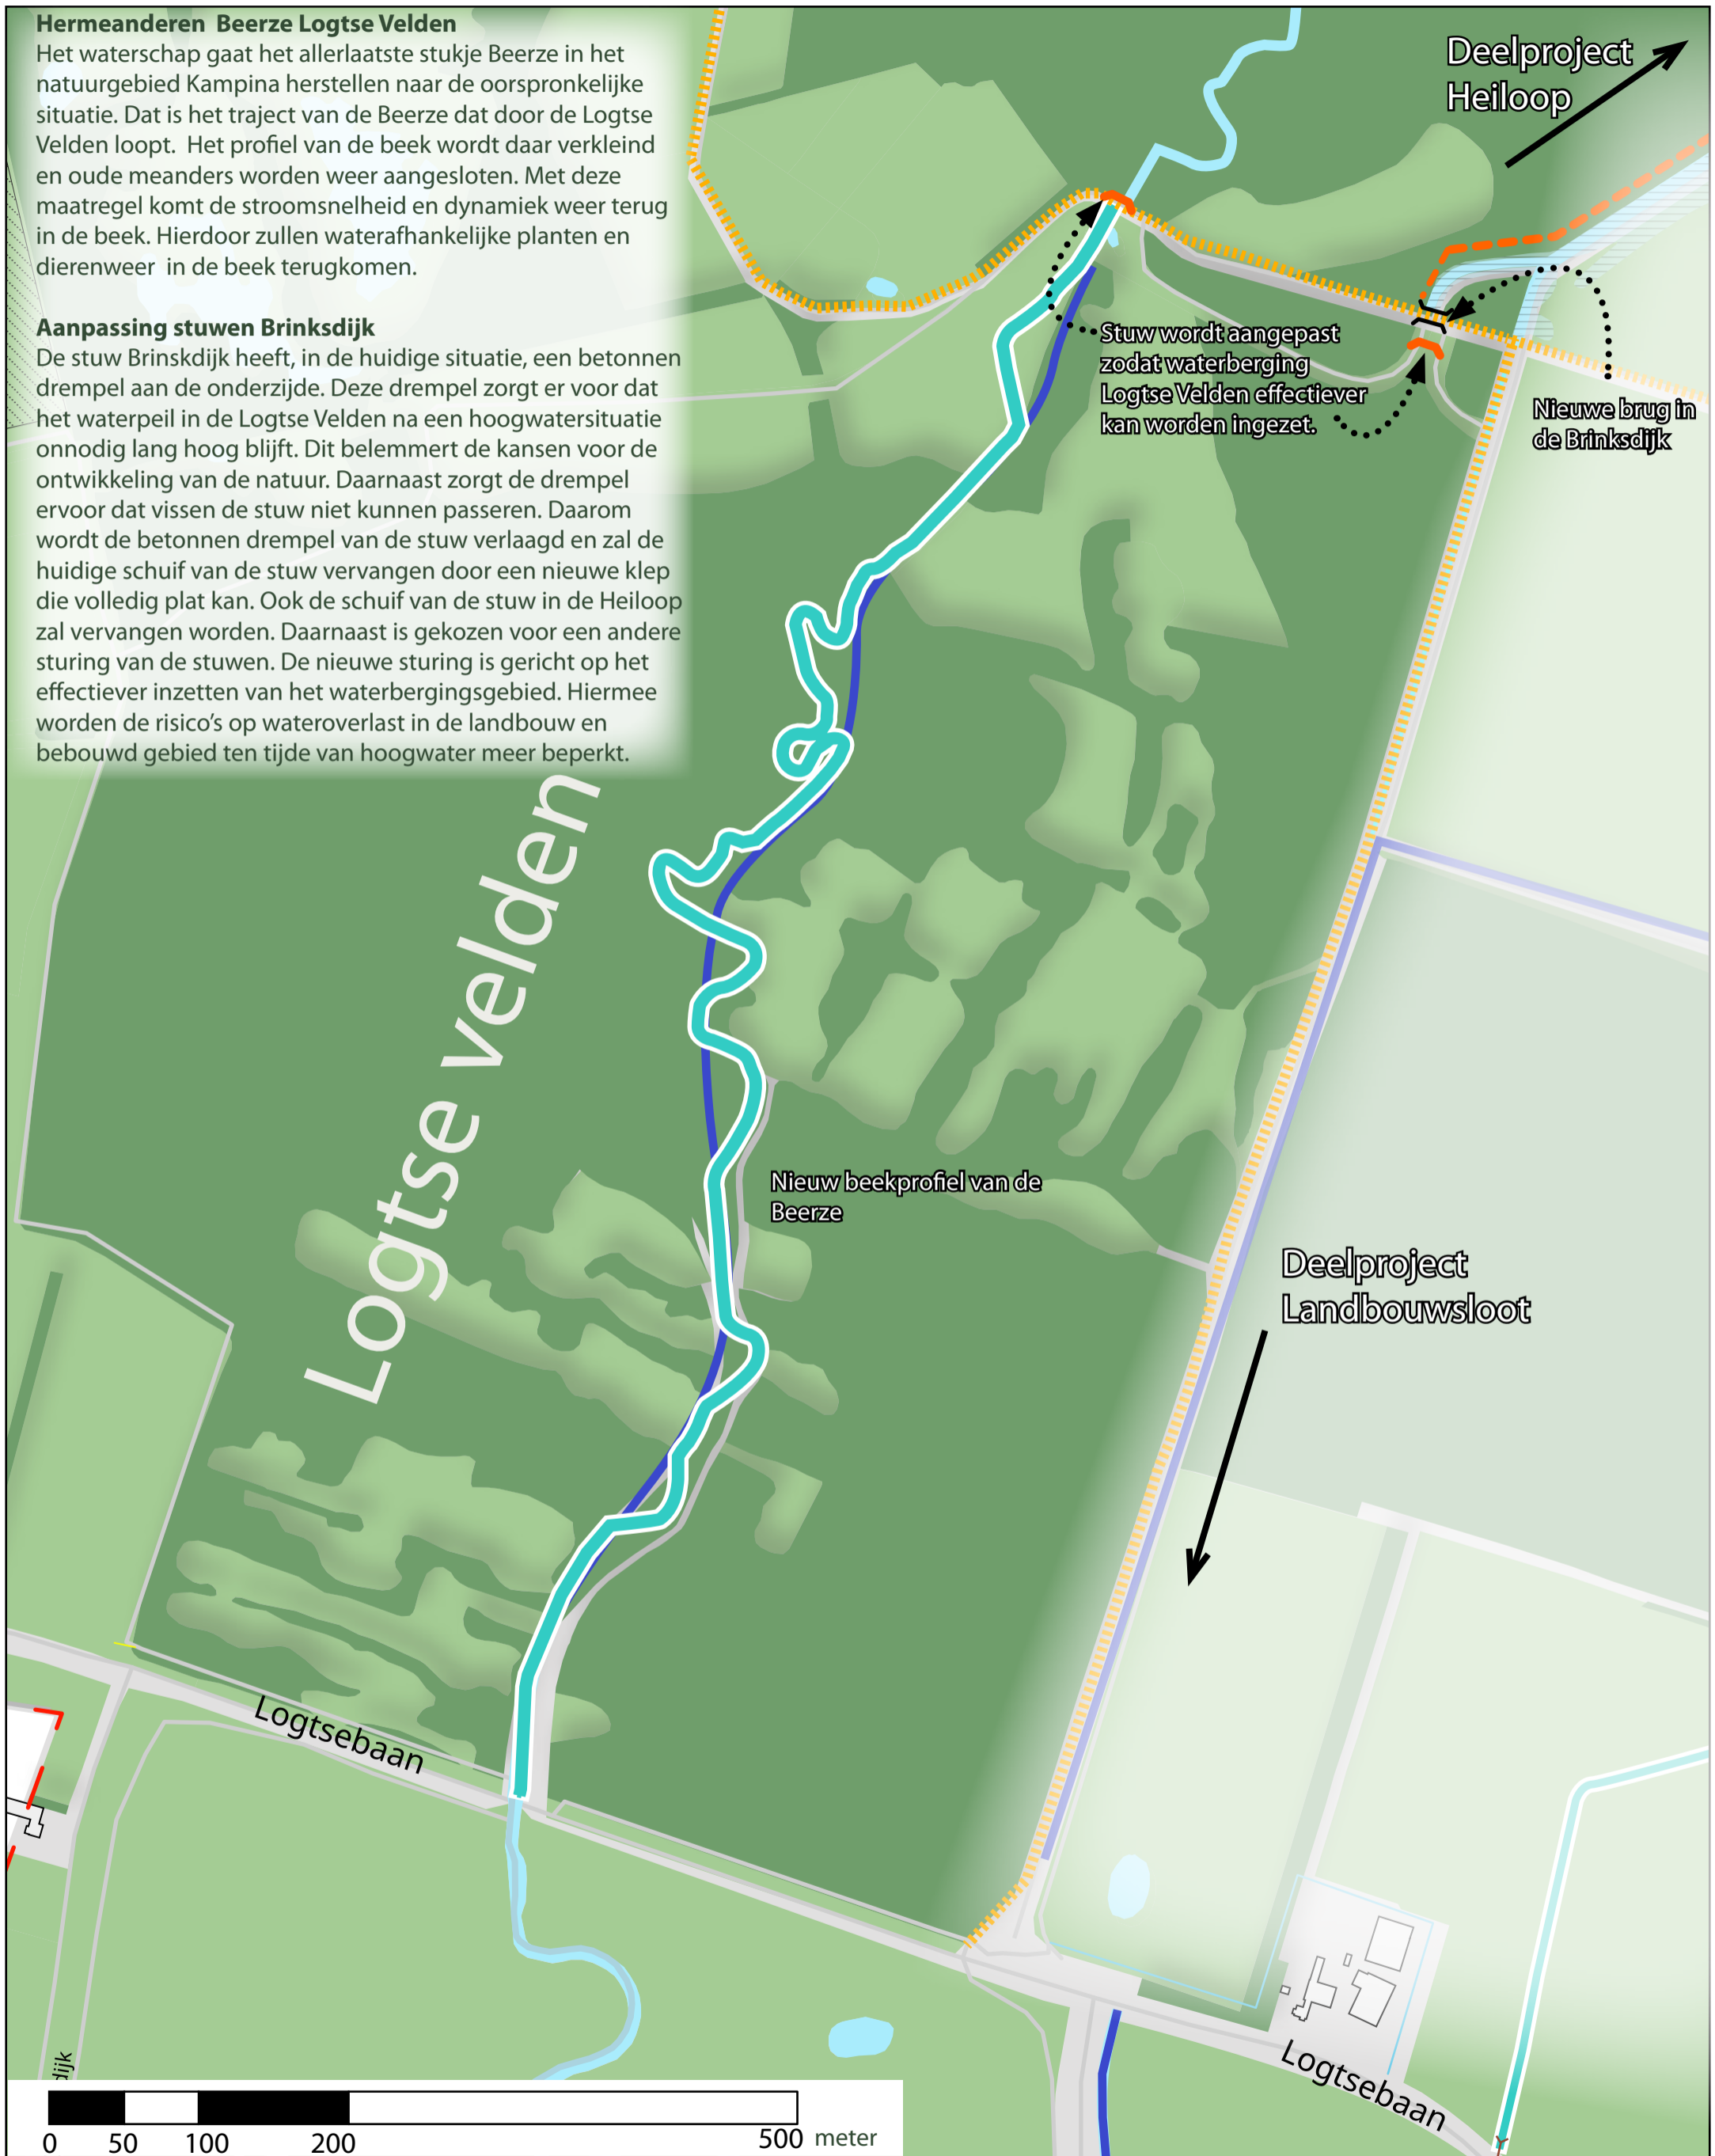 Hermeanderen  Beerze Logtse Velden
Het waterschap gaat het allerlaatste stukje Beerze in het
natuurgebied Kampina herstellen naar de oorspronkelijke
situatie. Dat is het traject van de Beerze dat door de Logtse
Velden loopt.  Het profiel van de beek wordt daar verkleind
en oude meanders worden weer aangesloten. Met deze
maatregel komt de stroomsnelheid en dynamiek weer terug
in de beek. Hierdoor zullen waterafhankelijke planten en
dierenweer  in de beek terugkomen.
Aanpassing stuwen Brinksdijk
De stuw Brinskdijk heeft, in de huidige situatie, een betonnen
drempel aan de onderzijde. Deze drempel zorgt er voor dat
het waterpeil in de Logtse Velden na een hoogwatersituatie
onnodig lang hoog blijft. Dit belemmert de kansen voor de
ontwikkeling van de natuur. Daarnaast zorgt de drempel
ervoor dat vissen de stuw niet kunnen passeren. Daarom
wordt de betonnen drempel van de stuw verlaagd en zal de
huidige schuif van de stuw vervangen door een nieuwe klep
die volledig plat kan. Ook de schuif van de stuw in de Heiloop
zal vervangen worden. Daarnaast is gekozen voor een andere
sturing van de stuwen. De nieuwe sturing is gericht op het
effectiever inzetten van het waterbergingsgebied. Hiermee
worden de risico's op wateroverlast in de landbouw en
bebouwd gebied ten tijde van hoogwater meer beperkt.
Deelproject
Heiloop
Stuw wordt aangepast
zodat waterberging
Logtse Velden effectiever
kan worden ingezet.
Nieuwe brug in
de Brinksdijk
Logtse velden
Nieuw beekprofiel van de
Beerze
Deelproject
Landbouwsloot
Logtsebaan
Logtsebaan
dijk
0 50 100 200 500 meter